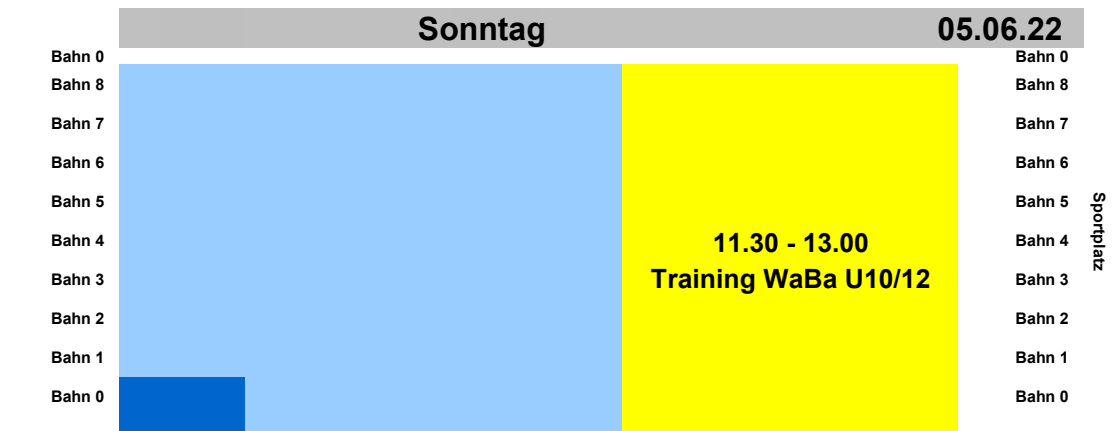 Sonntag 05.06.22
Bahn 0 Bahn 0
Bahn 8 Bahn 8
Bahn 7 Bahn 7
Bahn 6 Bahn 6
Bahn 5 Bahn 5
Bahn 4 11.30 - 13.00 Bahn 4
Bahn 3 Training WaBa U10/12 Bahn 3
Bahn 2 Bahn 2
Bahn 1 Bahn 1
Bahn 0 Bahn 0
Sportplatz